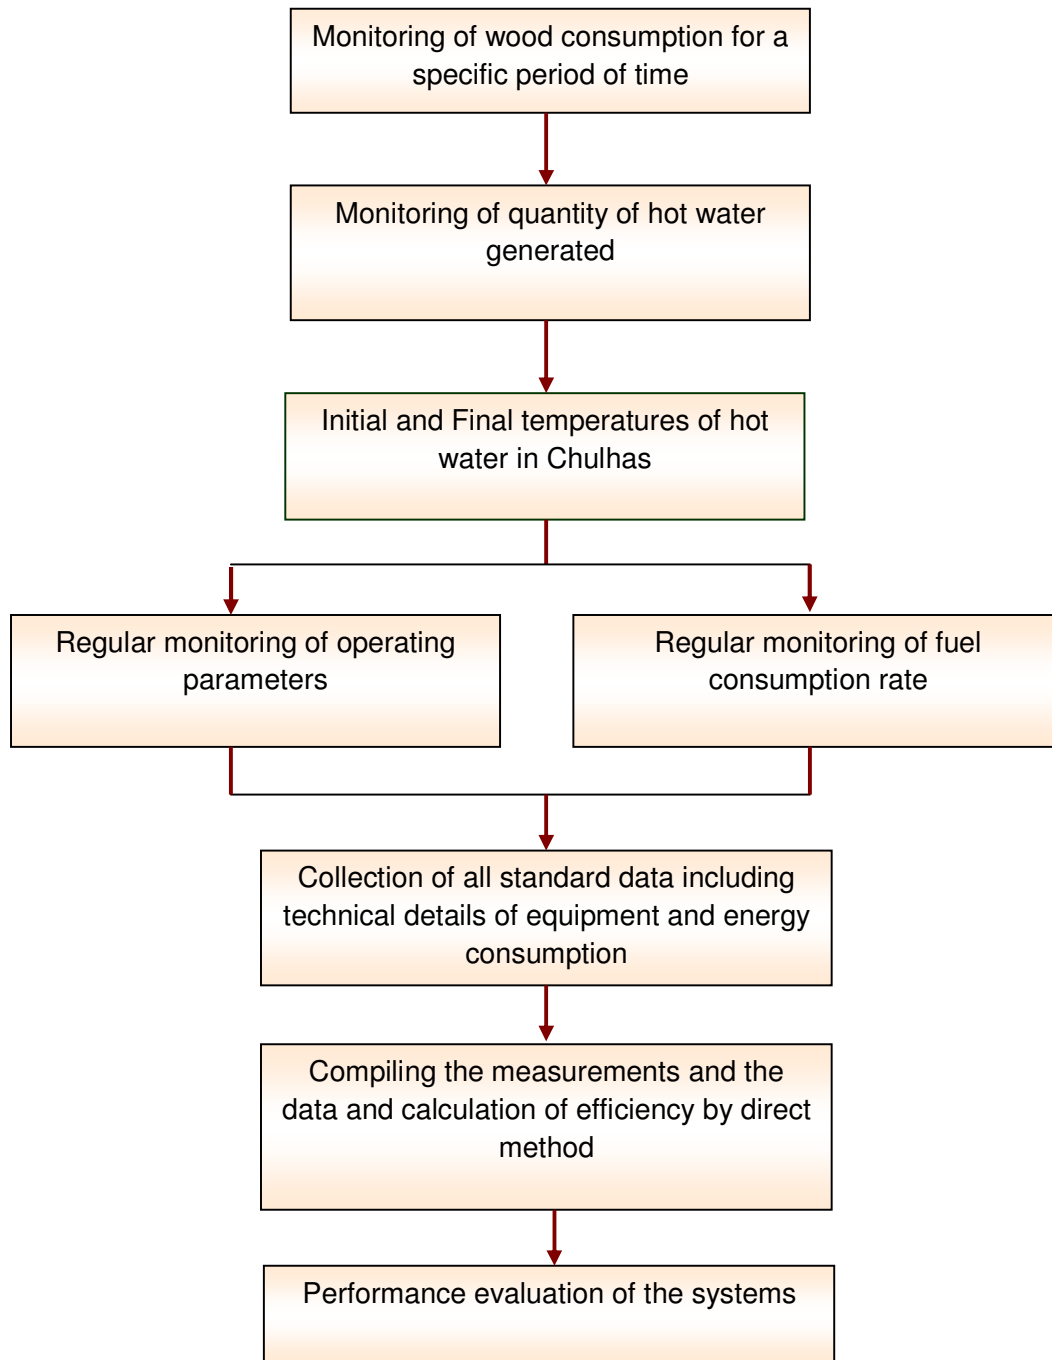 Monitoring of wood consumption for a
specific period of time
Monitoring of quantity of hot water
generated
Initial and Final temperatures of hot
water in Chulhas
Regular monitoring of operating
parameters
Regular monitoring of fuel
consumption rate
Collection of all standard data including
technical details of equipment and energy
consumption
Compiling the measurements and the
data and calculation of efficiency by direct
method
Performance evaluation of the systems